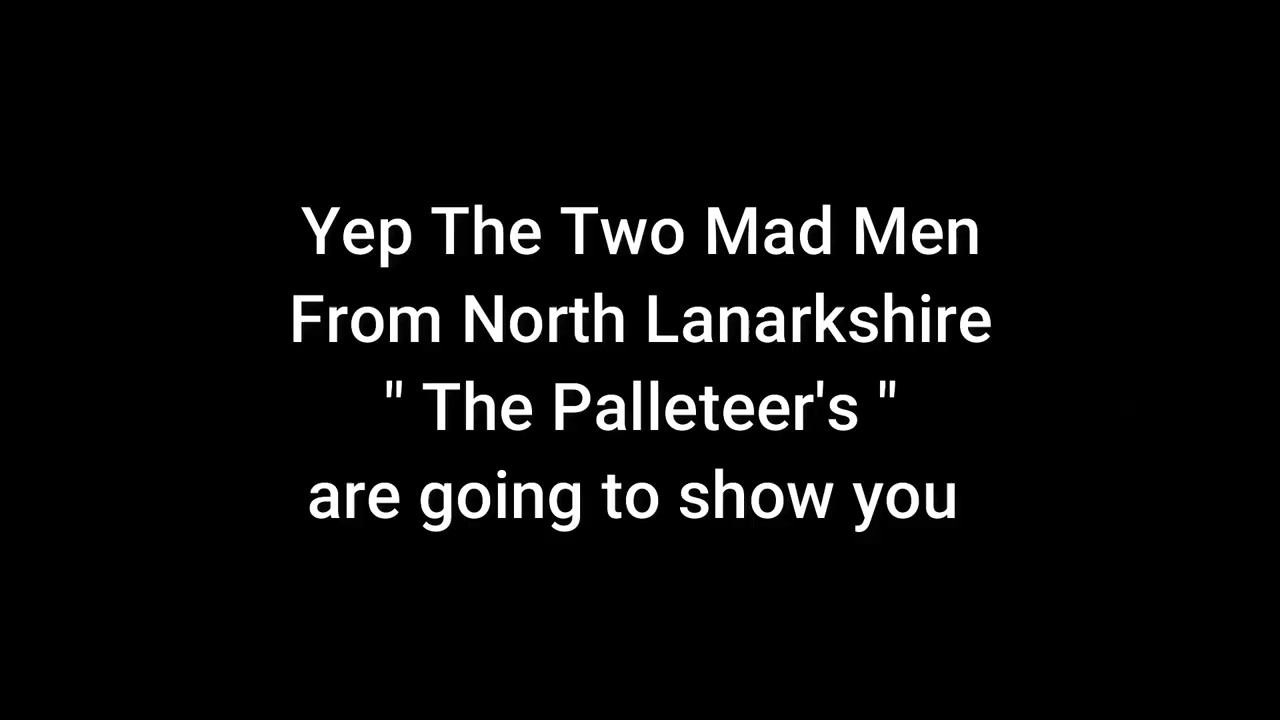 Yep The Two Mad Men
From North Lanarkshire
" The Palleteer's "
are going to show you